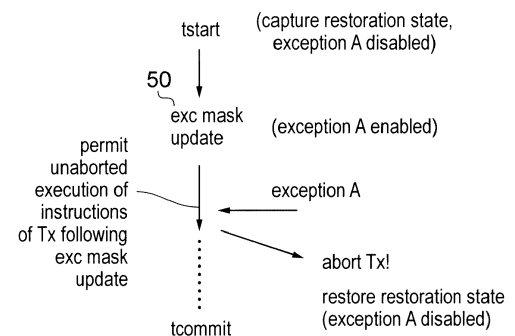 tstart
(capture restoration state,
exception A disabled)
50
exc mask
update
(exception A enabled)
permit
unaborted
execution of
instructions
of Tx following
exc mask
update
exception A
abort Tx!
restore restoration state
(exception A disabled)
tcommit